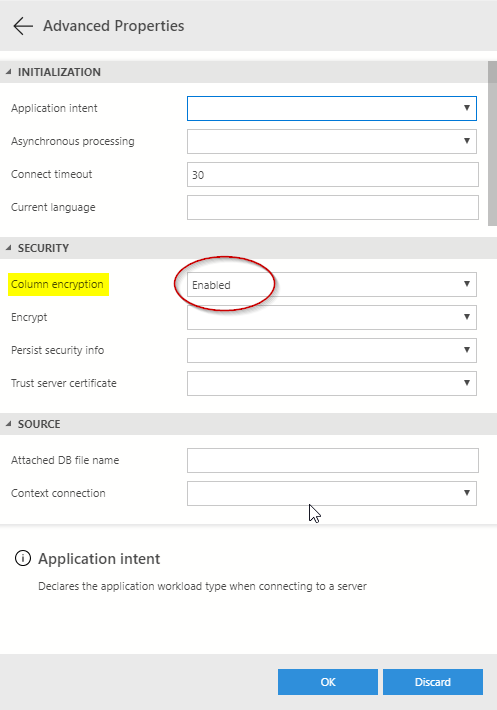 Advanced Properties
INITIALIZATION
Application intent
Asynchronous processing
Connect timeout 30
Current language
SECURITY
Column encryption Enabled
Encrypt
Persist security info
Trust server certificate
SOURCE
Attached DB file name
Context connection
Application intent
Declares the application workload type when connecting to a server
OK Discard